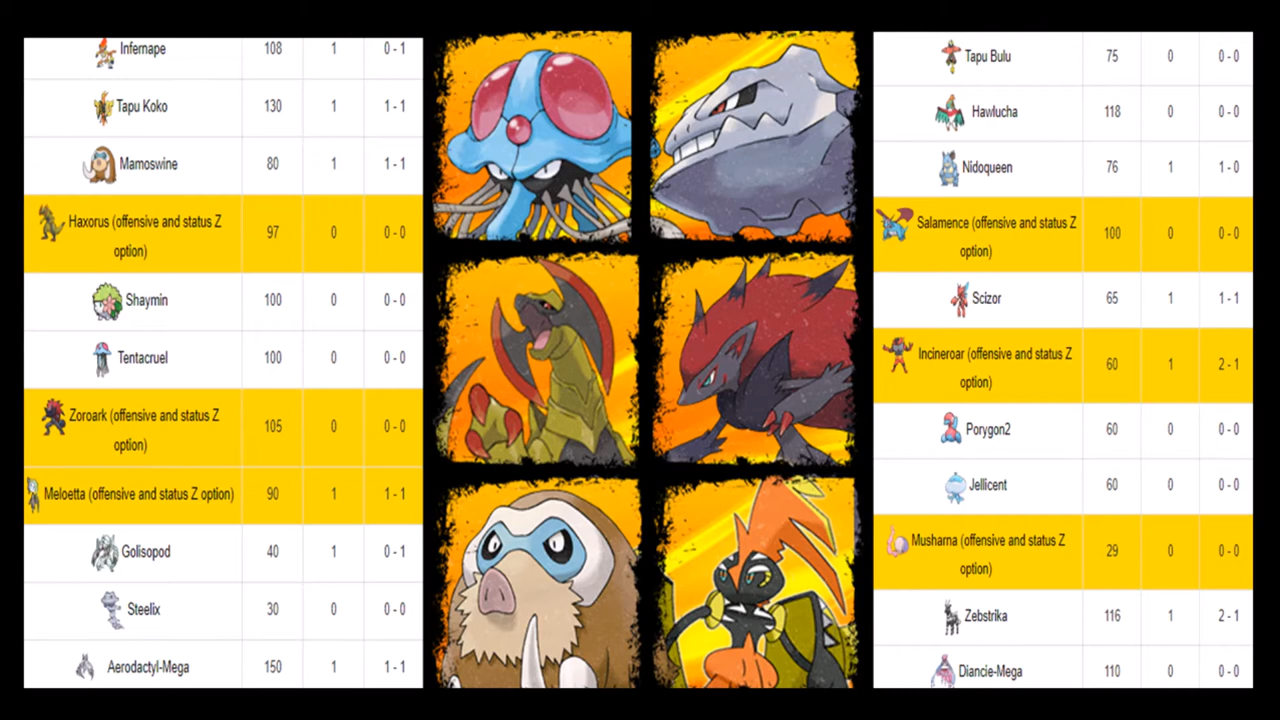 Infernape 108 1 0 - 1
Tapu Koko 130 1 1 - 1
Mamoswine 80 1 1 - 1
Haxorus (offensive and status Z
option) 97 0 0 - 0
Shaymin 100 0 0 - 0
Tentacruel 100 0 0 - 0
Zoroark (offensive and status Z
option) 105 0 0 - 0
Meloetta (offensive and status Z option) 90 1 1 - 1
Golisopod 40 1 0 - 1
Steelix 30 0 0 - 0
Aerodactyl-Mega 150 1 1 - 1
Tapu Bulu 75 0 0 - 0
Hawlucha 118 0 0 - 0
Nidoqueen 76 1 1 - 0
Salamence (offensive and status Z
option) 100 0 0 - 0
Scizor 65 1 1 - 1
Incineroar (offensive and status Z
option) 60 1 2 - 1
Porygon2 60 0 0 - 0
Jellicent 60 0 0 - 0
Musharna (offensive and status Z
option) 29 0 0 - 0
Zebstrika 116 1 2 - 1
Diancie-Mega 110 0 0 - 0